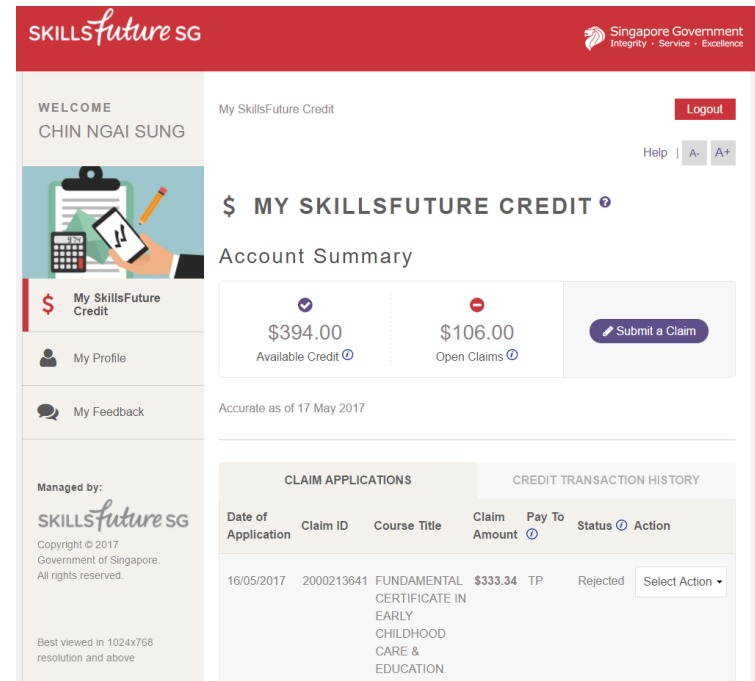 SKILLSfuture SG
Singapore Government
Integrity · Service · Excellence
WELCOME
CHIN NGAI SUNG
My SkillsFuture Credit
Logout
Help | A- A+
$ MY SKILLSFUTURE CREDIT ?
Account Summary
$394.00
Available Credit i
$106.00
Open Claims i
Submit a Claim
Accurate as of 17 May 2017
$ My SkillsFuture
Credit
My Profile
My Feedback
Managed by:
SKILLSfuture SG
Copyright © 2017
Government of Singapore.
All rights reserved.
Best viewed in 1024x768
resolution and above
CLAIM APPLICATIONS
CREDIT TRANSACTION HISTORY
Date of
Application
Claim ID
Course Title
Claim
Amount
Pay To
i
Status i
Action
16/05/2017
2000213641
FUNDAMENTAL
CERTIFICATE IN
EARLY
CHILDHOOD
CARE &
EDUCATION.
$333.34
TP
Rejected
Select Action